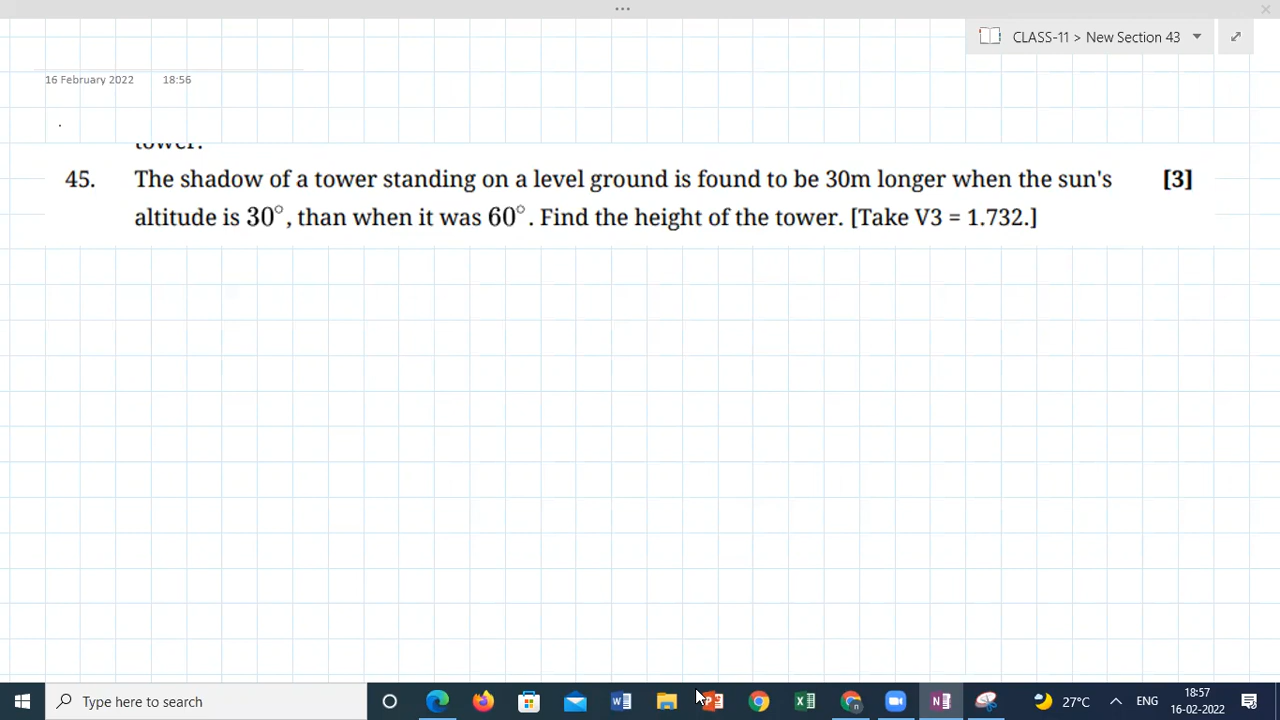 CLASS-11 > New Section 43
16 February 2022 18:56
tower.
45. The shadow of a tower standing on a level ground is found to be 30m longer when the sun's [3]
altitude is 30°, than when it was 60°. Find the height of the tower. [Take V3 = 1.732.]
Type here to search
27°C
ENG
18:57
16-02-2022